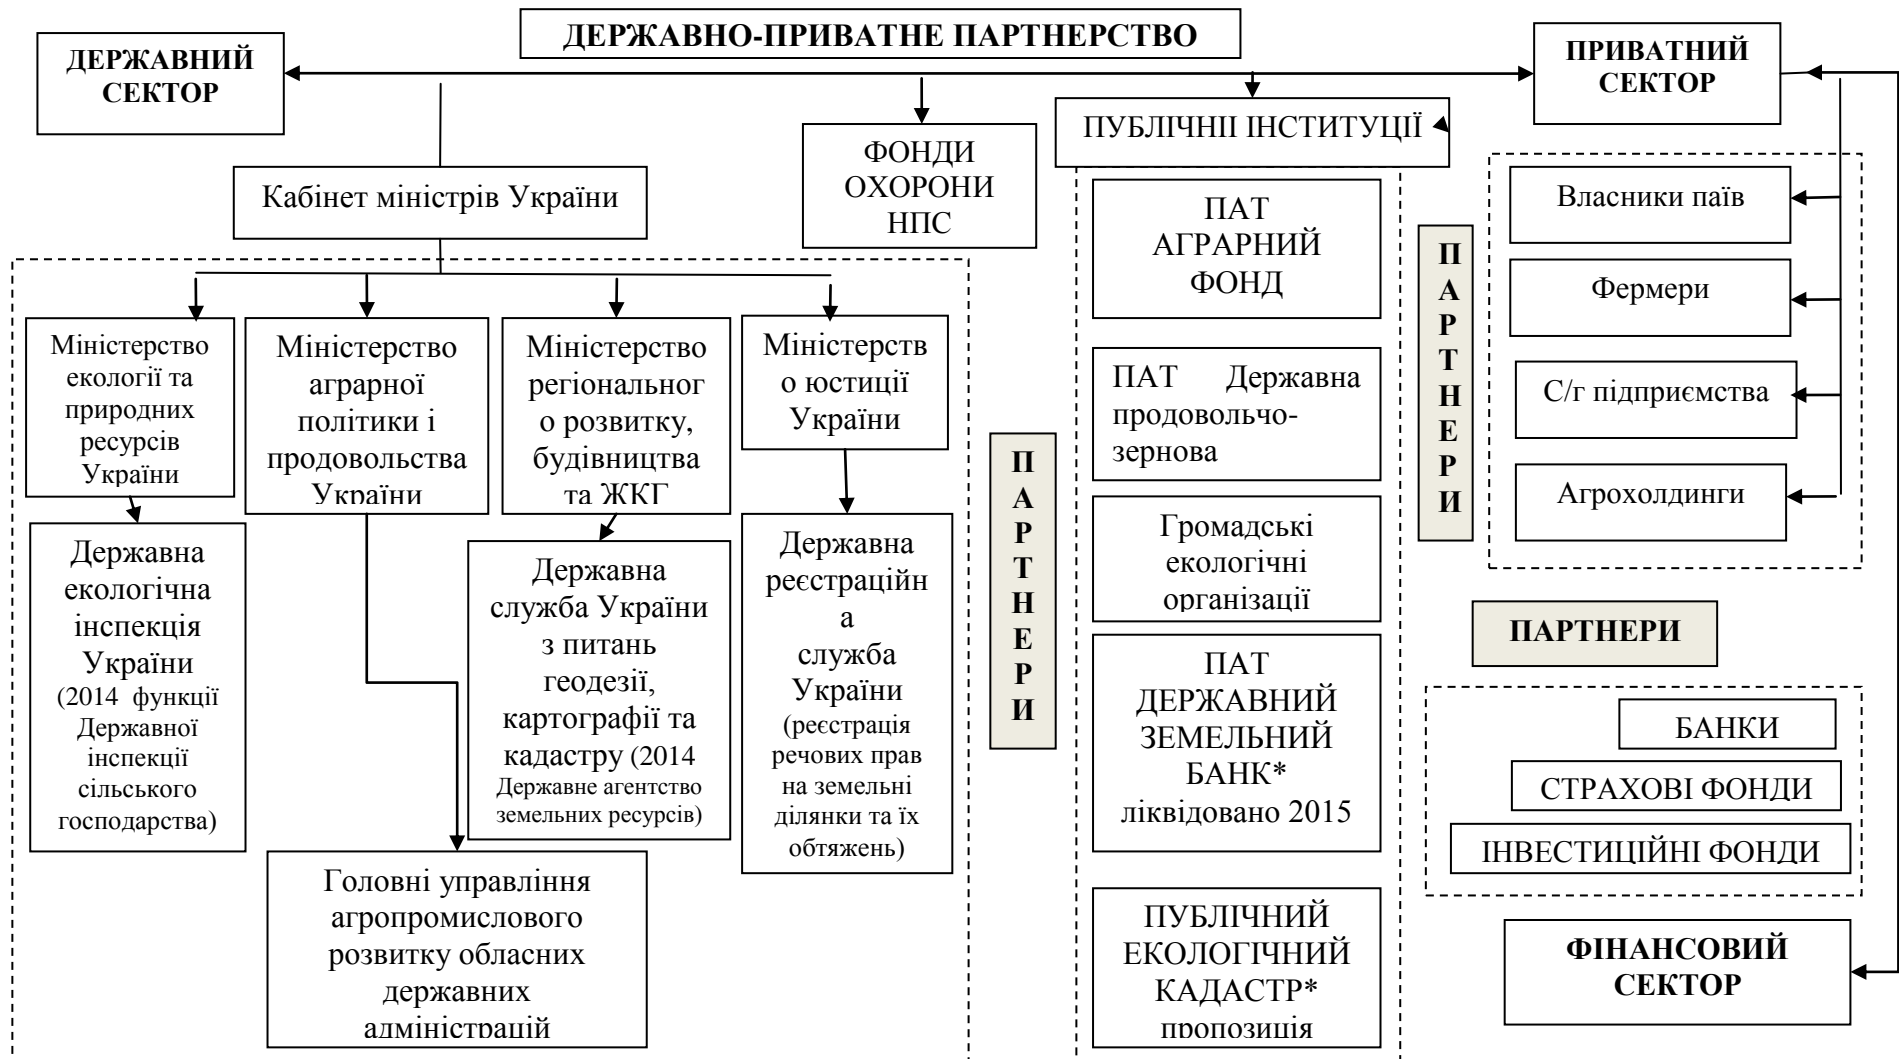 ДЕРЖАВНО-ПРИВАТНЕ ПАРТНЕРСТВО
ДЕРЖАВНИЙ
СЕКТОР
ПРИВАТНИЙ
СЕКТОР
ФОНДИ
ОХОРОНИ
НПС
ПУБЛІЧНІІ ІНСТИТУЦІЇ
Кабінет міністрів України
Міністерство
екології та
природних
ресурсів
України
Міністерство
аграрної
політики і
продовольства
України
Міністерство
регіональног
о розвитку,
будівництва
та ЖКГ
Міністерств
о юстиції
України
Державна
екологічна
інспекція
України
(2014 функції
Державної
інспекції
сільського
господарства)
Державна
служба України
з питань
геодезії,
картографії та
кадастру (2014
Державне агентство
земельних ресурсів)
Державна
реєстраційн
а
служба
України
(реєстрація
речових прав
на земельні
ділянки та їх
обтяжень)
Головні управління
агропромислового
розвитку обласних
державних
адміністрацій
П
А
Р
Т
Н
Е
Р
И
ПАТ
АГРАРНИЙ
ФОНД
ПАТ Державна
продовольчо-
зернова
Громадські
екологічні
організації
ПАТ
ДЕРЖАВНИЙ
ЗЕМЕЛЬНИЙ
БАНК*
ліквідовано 2015
ПУБЛІЧНИЙ
ЕКОЛОГІЧНИЙ
КАДАСТР*
пропозиція
П
А
Р
Т
Н
Е
Р
И
Власники паїв
Фермери
С/г підприємства
Агрохолдинги
ПАРТНЕРИ
БАНКИ
СТРАХОВІ ФОНДИ
ІНВЕСТИЦІЙНІ ФОНДИ
ФІНАНСОВИЙ
СЕКТОР